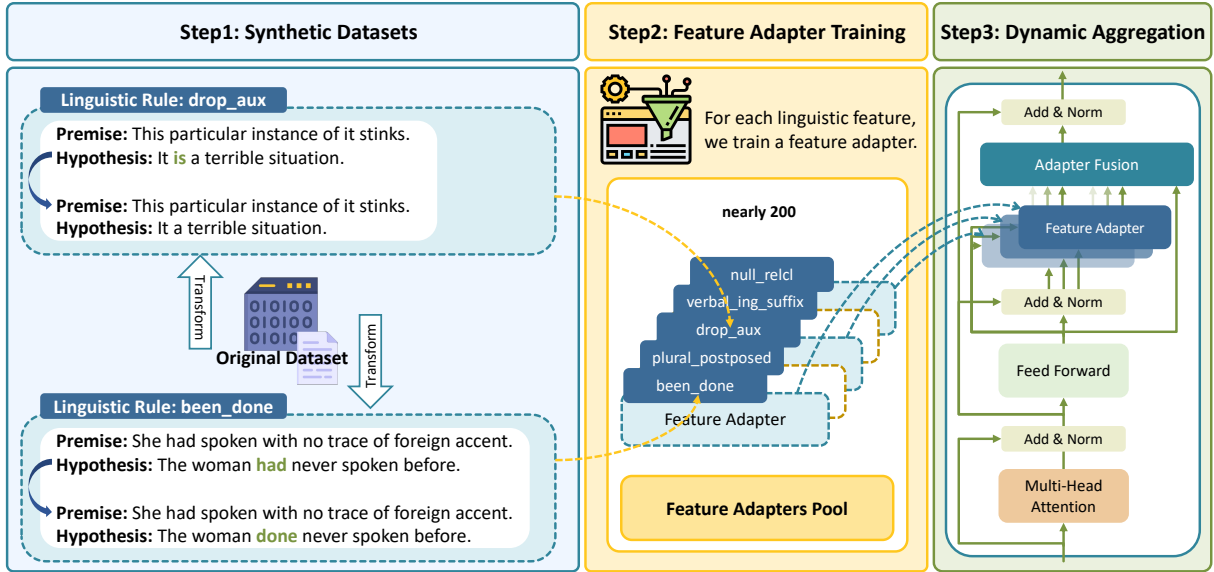 Step1: Synthetic Datasets
Linguistic Rule: drop_aux
Premise: This particular instance of it stinks.
Hypothesis: It is a terrible situation.
Premise: This particular instance of it stinks.
Hypothesis: It a terrible situation.
Transform
Original Dataset
Transform
Linguistic Rule: been_done
Premise: She had spoken with no trace of foreign accent.
Hypothesis: The woman had never spoken before.
Premise: She had spoken with no trace of foreign accent.
Hypothesis: The woman done never spoken before.
Step2: Feature Adapter Training
For each linguistic feature,
we train a feature adapter.
nearly 200
null_relcl
verbal_ing_suffix
drop_aux
plural_postposed
been_done
Feature Adapter
Feature Adapters Pool
Step3: Dynamic Aggregation
Add & Norm
Adapter Fusion
Feature Adapter
Add & Norm
Feed Forward
Add & Norm
Multi-Head
Attention